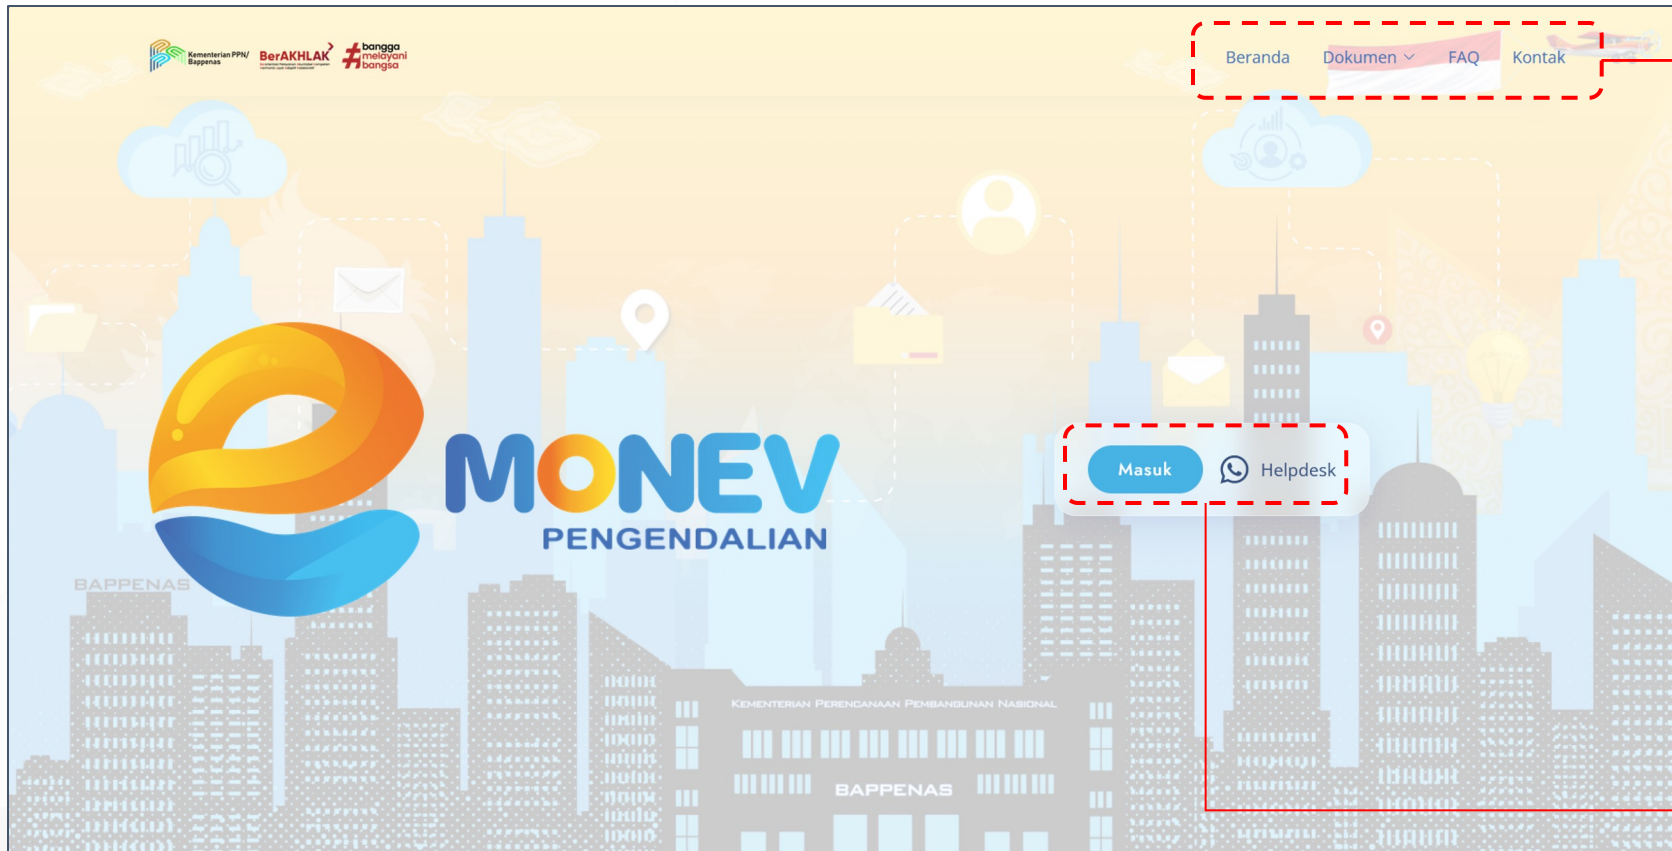 Kementerian PPN/
Bappenas
BerAKHLAK
# bangga
melayani
bangsa
Beranda Dokumen FAQ Kontak
e
MONEV
PENGENDALIAN
Masuk Helpdesk
BAPPENAS
KEMENTERIAN PERENCANAAN PEMBANGUNAN NASIONAL
BAPPENAS